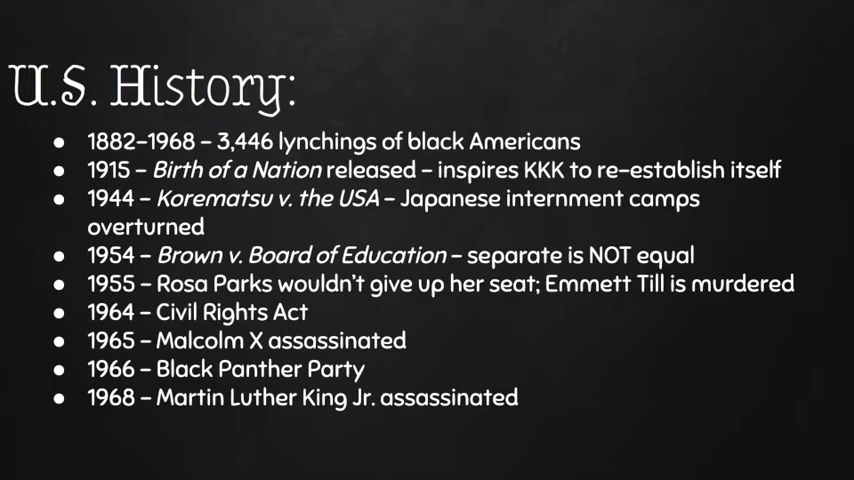 U.S. History:
● 1882-1968 - 3,446 lynchings of black Americans
● 1915 - Birth of a Nation released - inspires KKK to re-establish itself
● 1944 - Korematsu v. the USA - Japanese internment camps
overturned
● 1954 - Brown v. Board of Education - separate is NOT equal
● 1955 - Rosa Parks wouldn't give up her seat; Emmett Till is murdered
● 1964 - Civil Rights Act
● 1965 - Malcolm X assassinated
● 1966 - Black Panther Party
● 1968 - Martin Luther King Jr. assassinated